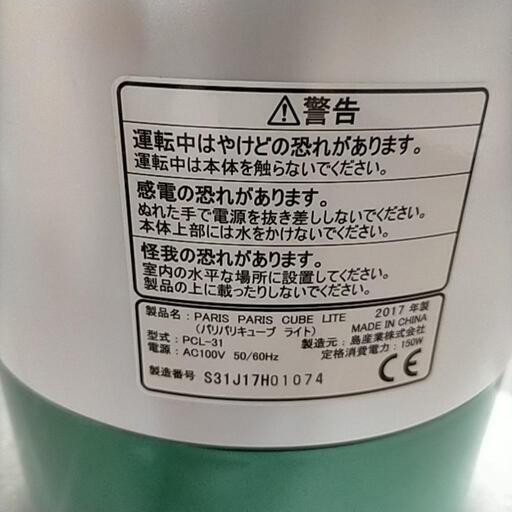 ⚠警告
運転中はやけどの恐れがあります。
運転中は本体を触らないでください。
感電の恐れがあります。
ぬれた手で電源を抜き差ししないでください。
本体上部には水をかけないでください。
怪我の恐れがあります。
室内の水平な場所に設置してください。
製品の上に載ったりしないでください。
製品名：PARIS PARIS CUBE LITE
（パリパリキューブ ライト）
型式：PCL-31
電源：AC100V 50/60Hz
製造番号 S31J17H01074
2017年製
MADE IN CHINA
製造元：島産業株式会社
定格消費電力：150W
CE